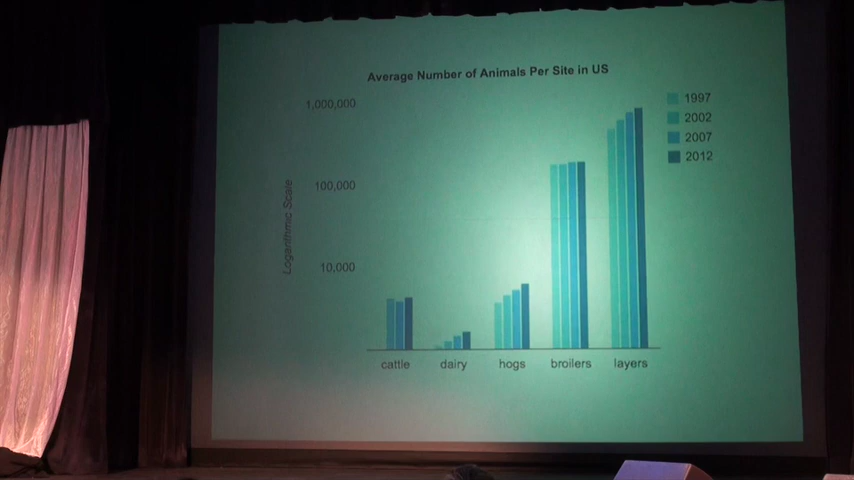 Average Number of Animals Per Site in US
1,000,000
100,000
10,000
Logarithmic Scale
1997
2002
2007
2012
cattle dairy hogs broilers layers